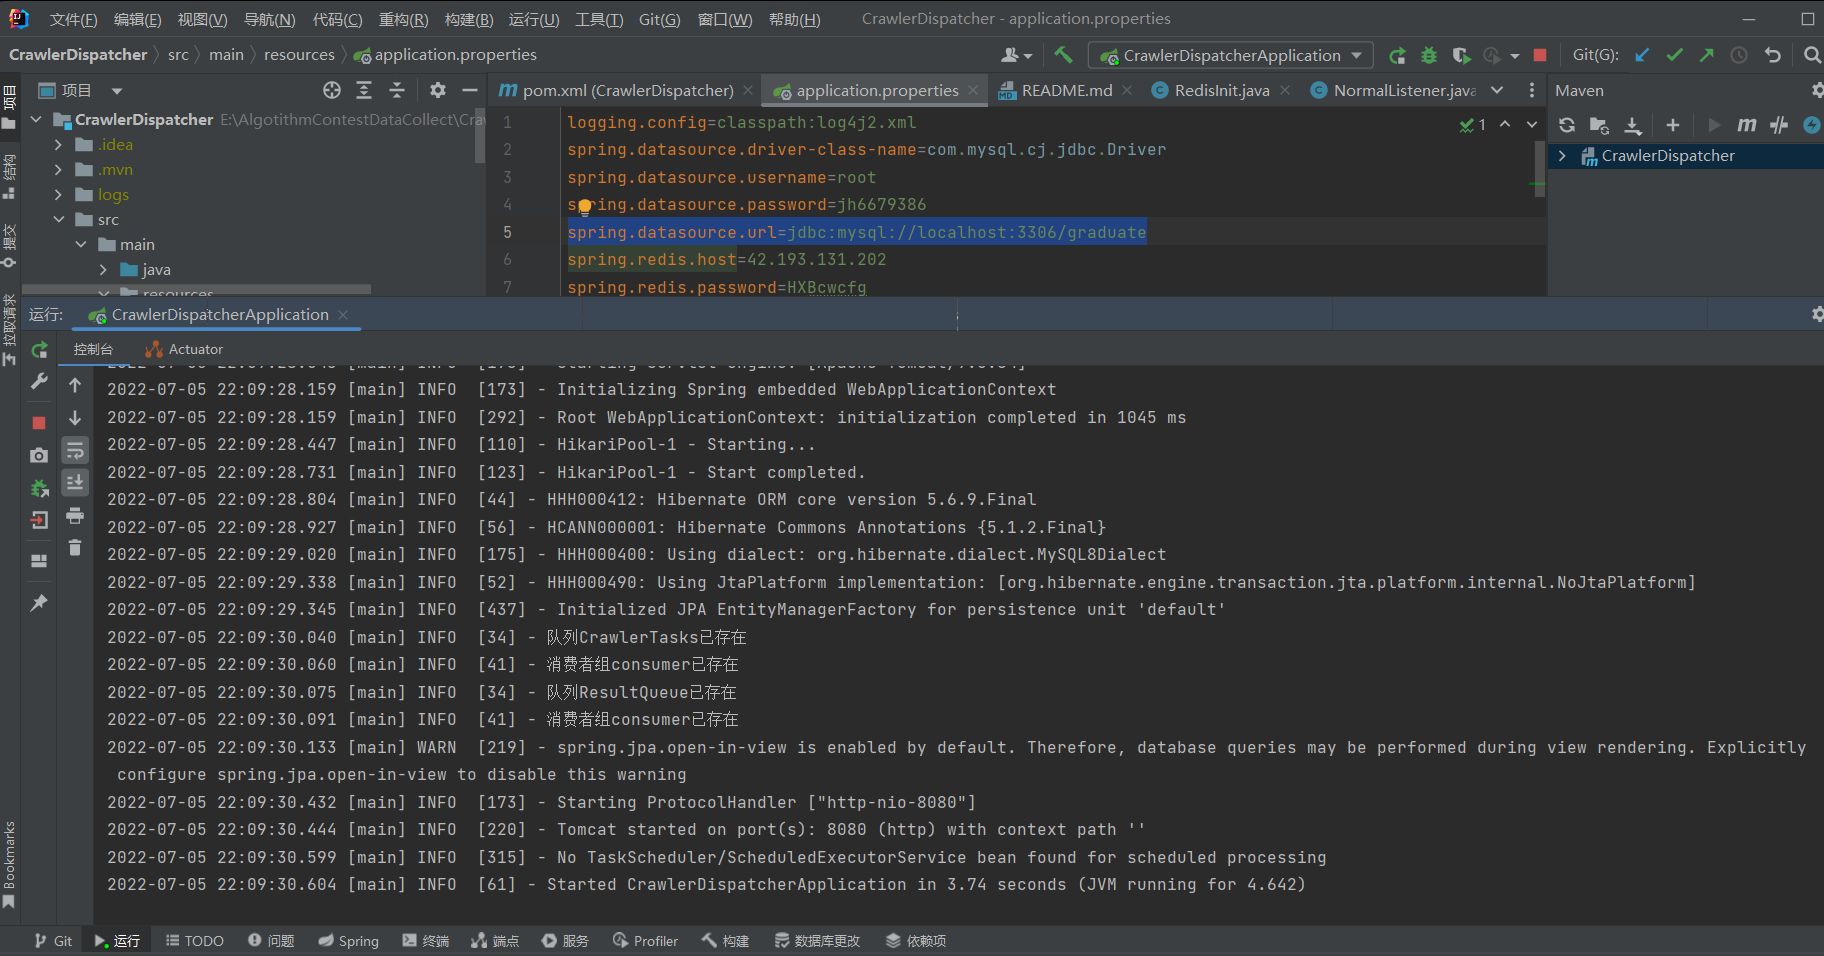 文件(F) 编辑(E) 视图(V) 导航(N) 代码(C) 重构(R) 构建(B) 运行(U) 工具(T) Git(G) 窗口(W) 帮助(H) CrawlerDispatcher - application.properties
CrawlerDispatcher src main resources application.properties CrawlerDispatcherApplication Git(G):
项目 pom.xml (CrawlerDispatcher) application.properties README.md RedisInit.java NormalListener.java Maven
CrawlerDispatcher E:\AlgotithmContestDataCollect\Cra
.idea
.mvn
logs
src
main
java
resources
1 logging.config=classpath:log4j2.xml
2 spring.datasource.driver-class-name=com.mysql.cj.jdbc.Driver
3 spring.datasource.username=root
4 spring.datasource.password=jh6679386
5 spring.datasource.url=jdbc:mysql://localhost:3306/graduate
6 spring.redis.host=42.193.131.202
7 spring.redis.password=HXBcwcfg
1
CrawlerDispatcher
项目
结构
提交
拉取请求
Bookmarks
运行: CrawlerDispatcherApplication
控制台 Actuator
2022-07-05 22:09:28.159 [main] INFO [173] - Initializing Spring embedded WebApplicationContext
2022-07-05 22:09:28.159 [main] INFO [292] - Root WebApplicationContext: initialization completed in 1045 ms
2022-07-05 22:09:28.447 [main] INFO [110] - HikariPool-1 - Starting...
2022-07-05 22:09:28.731 [main] INFO [123] - HikariPool-1 - Start completed.
2022-07-05 22:09:28.804 [main] INFO [44] - HHH000412: Hibernate ORM core version 5.6.9.Final
2022-07-05 22:09:28.927 [main] INFO [56] - HCANN000001: Hibernate Commons Annotations {5.1.2.Final}
2022-07-05 22:09:29.020 [main] INFO [175] - HHH000400: Using dialect: org.hibernate.dialect.MySQL8Dialect
2022-07-05 22:09:29.338 [main] INFO [52] - HHH000490: Using JtaPlatform implementation: [org.hibernate.engine.transaction.jta.platform.internal.NoJtaPlatform]
2022-07-05 22:09:29.345 [main] INFO [437] - Initialized JPA EntityManagerFactory for persistence unit 'default'
2022-07-05 22:09:30.040 [main] INFO [34] - 队列CrawlerTasks已存在
2022-07-05 22:09:30.060 [main] INFO [41] - 消费者组consumer已存在
2022-07-05 22:09:30.075 [main] INFO [34] - 队列ResultQueue已存在
2022-07-05 22:09:30.091 [main] INFO [41] - 消费者组consumer已存在
2022-07-05 22:09:30.133 [main] WARN [219] - spring.jpa.open-in-view is enabled by default. Therefore, database queries may be performed during view rendering. Explicitly
configure spring.jpa.open-in-view to disable this warning
2022-07-05 22:09:30.432 [main] INFO [173] - Starting ProtocolHandler ["http-nio-8080"]
2022-07-05 22:09:30.444 [main] INFO [220] - Tomcat started on port(s): 8080 (http) with context path ''
2022-07-05 22:09:30.599 [main] INFO [315] - No TaskScheduler/ScheduledExecutorService bean found for scheduled processing
2022-07-05 22:09:30.604 [main] INFO [61] - Started CrawlerDispatcherApplication in 3.74 seconds (JVM running for 4.642)
Git 运行 TODO 问题 Spring 终端 端点 服务 Profiler 构建 数据库更改 依赖项